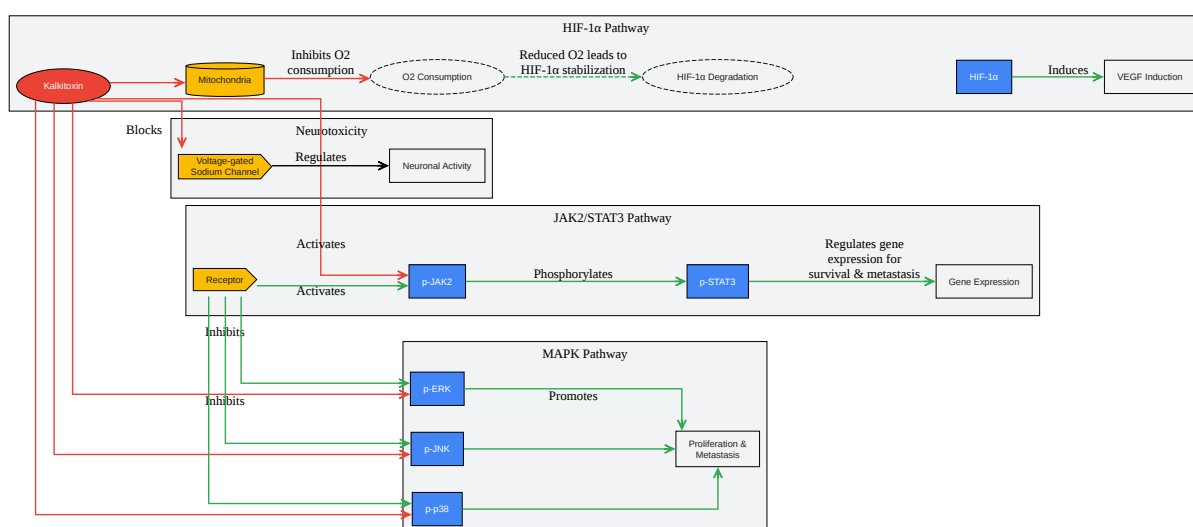 HIF-1α Pathway
Inhibits O2
consumption
Reduced O2 leads to
HIF-1α stabilization
Kalkitoxin
Mitochondria
O2 Consumption
HIF-1α Degradation
HIF-1α
Induces
VEGF Induction
Blocks
Neurotoxicity
Voltage-gated
Sodium Channel
Regulates
Neuronal Activity
JAK2/STAT3 Pathway
Activates
Receptor
Activates
p-JAK2
Phosphorylates
p-STAT3
Regulates gene
expression for
survival & metastasis
Gene Expression
Inhibits
MAPK Pathway
Inhibits
p-ERK
Promotes
p-JNK
Proliferation &
Metastasis
p-p38